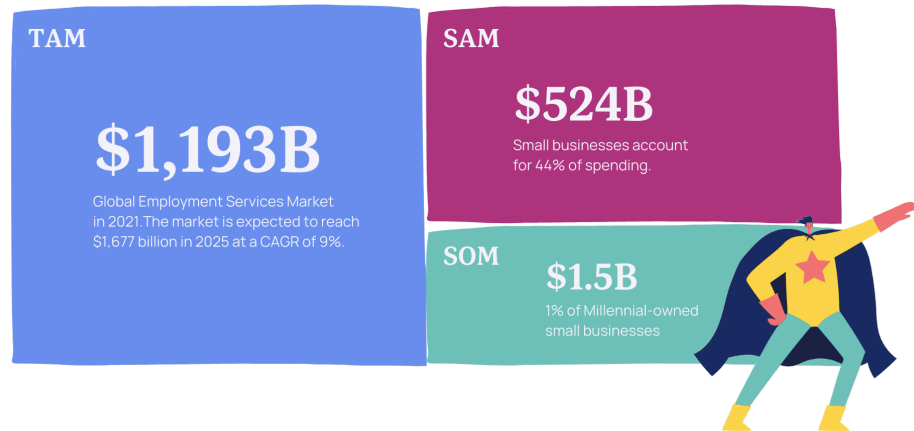 TAM
$1,193B
Global Employment Services Market
in 2021.The market is expected to reach
$1,677 billion in 2025 at a CAGR of 9%.
SAM
$524B
Small businesses account
for 44% of spending.
SOM
$1.5B
1% of Millennial-owned
small businesses